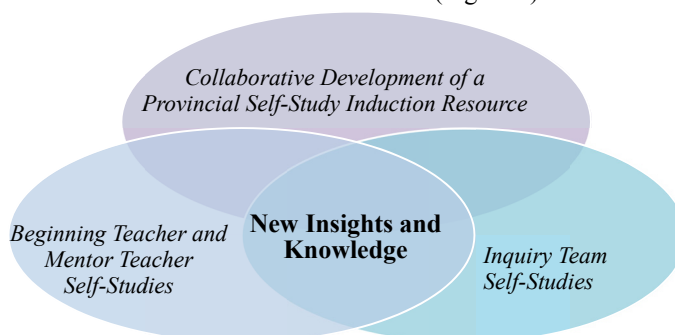 Collaborative Development of a
Provincial Self-Study Induction Resource
Beginning Teacher and
Mentor Teacher
Self-Studies
New Insights and
Knowledge
Inquiry Team
Self-Studies